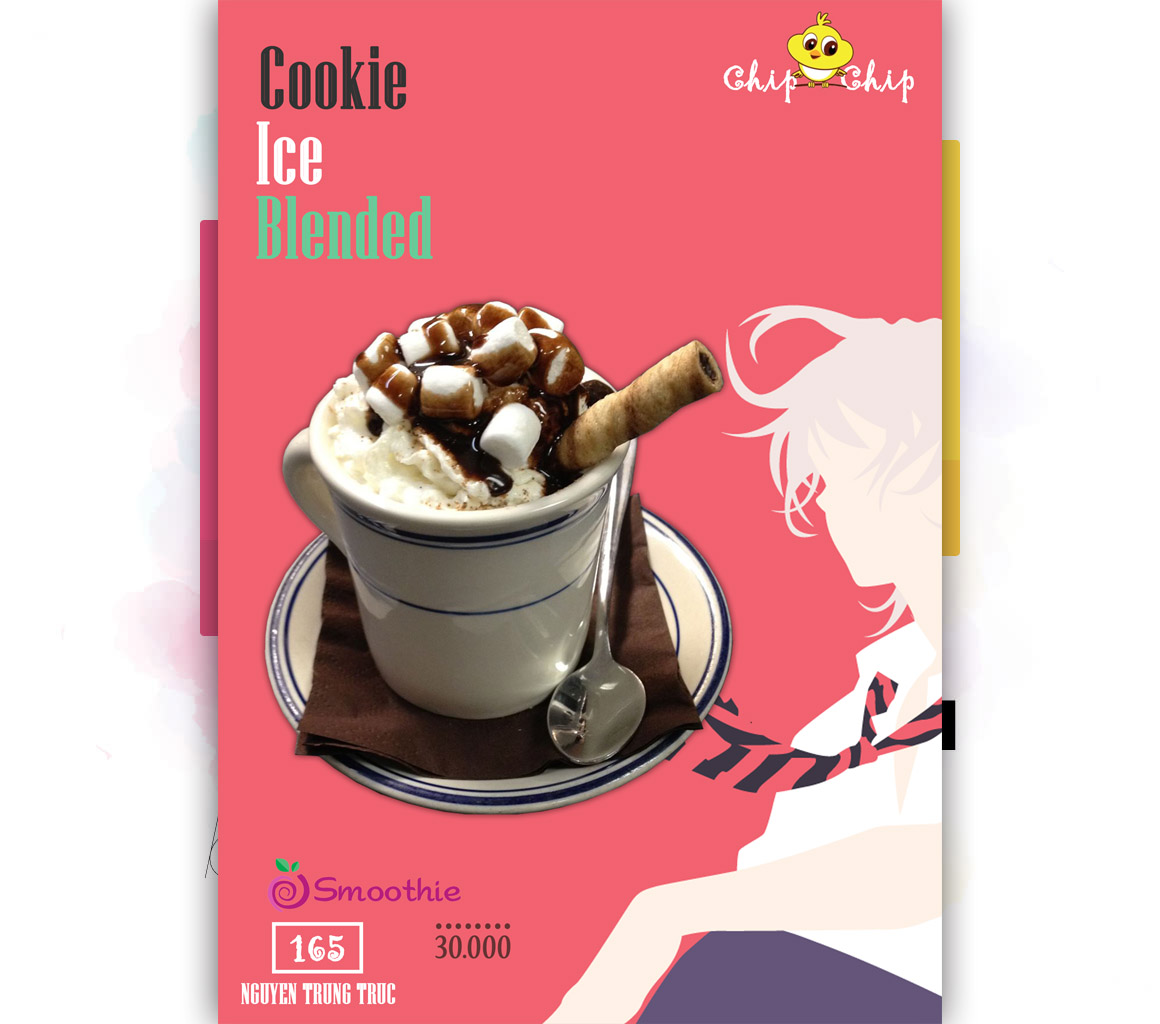 Cookie
Ice
Blended
Chip Chip
Smoothie
165
30.000
NGUYEN TRUNG TRUC